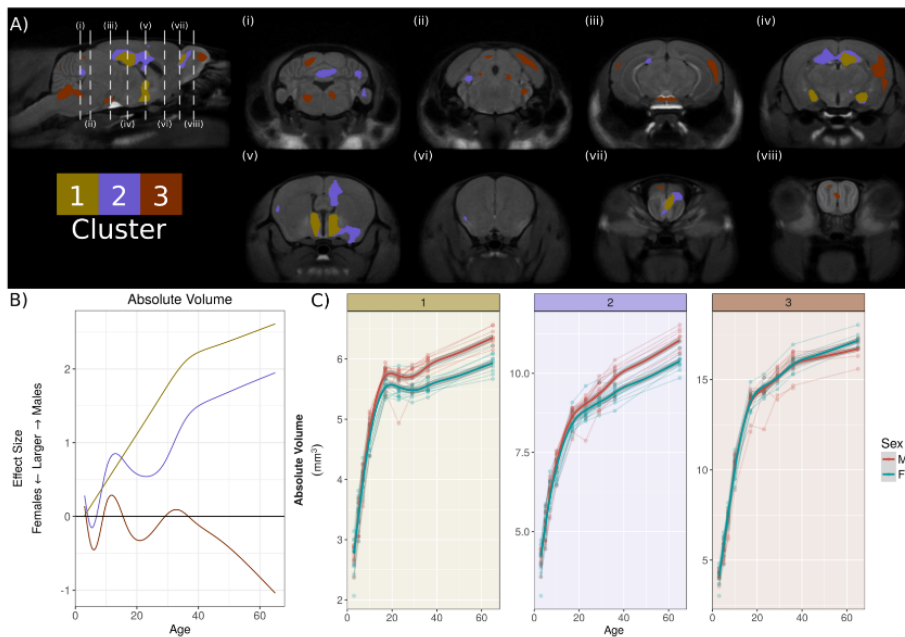 A)
(i)
(iii)
(v)
(vii)
(ii)
(iv)
(vi)
(viii)
(i)
(ii)
(iii)
(iv)
(v)
(vi)
(vii)
(viii)
1 2 3
Cluster
B)
Absolute Volume
Effect Size
Females ← Larger → Males
2
1
0
-1
0 20 40 60
Age
C)
1
2
3
Absolute Volume
(mm³)
6
5
4
3
2
10.0
7.5
5.0
15
10
5
0 20 40 60
0 20 40 60
0 20 40 60
Age
Sex
M
F